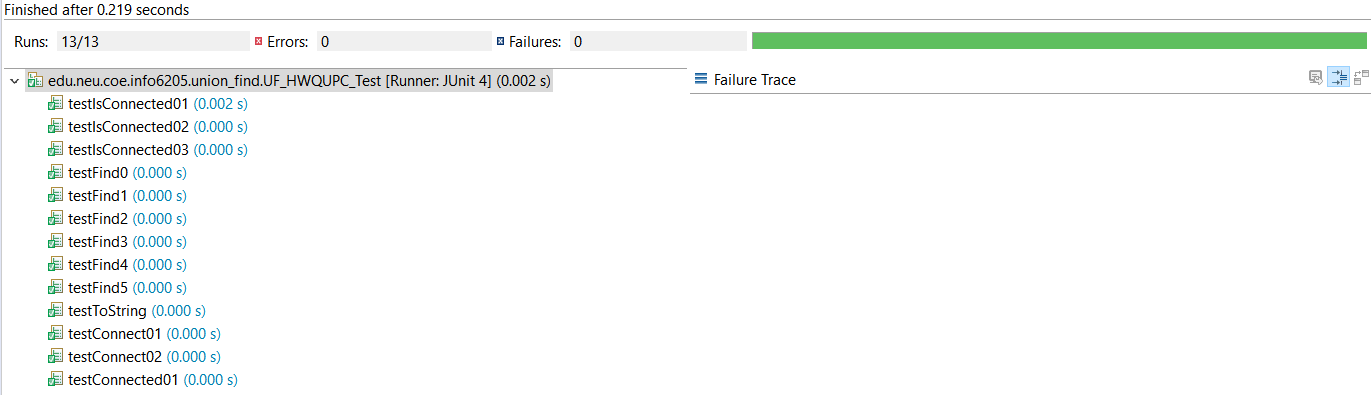 Finished after 0.219 seconds
Runs: 13/13 Errors: 0 Failures: 0
edu.neu.coe.info6205.union_find.UF_HWQUPC_Test [Runner: JUnit 4] (0.002 s)
Failure Trace
testIsConnected01 (0.002 s)
testIsConnected02 (0.000 s)
testIsConnected03 (0.000 s)
testFind0 (0.000 s)
testFind1 (0.000 s)
testFind2 (0.000 s)
testFind3 (0.000 s)
testFind4 (0.000 s)
testFind5 (0.000 s)
testToString (0.000 s)
testConnect01 (0.000 s)
testConnect02 (0.000 s)
testConnected01 (0.000 s)